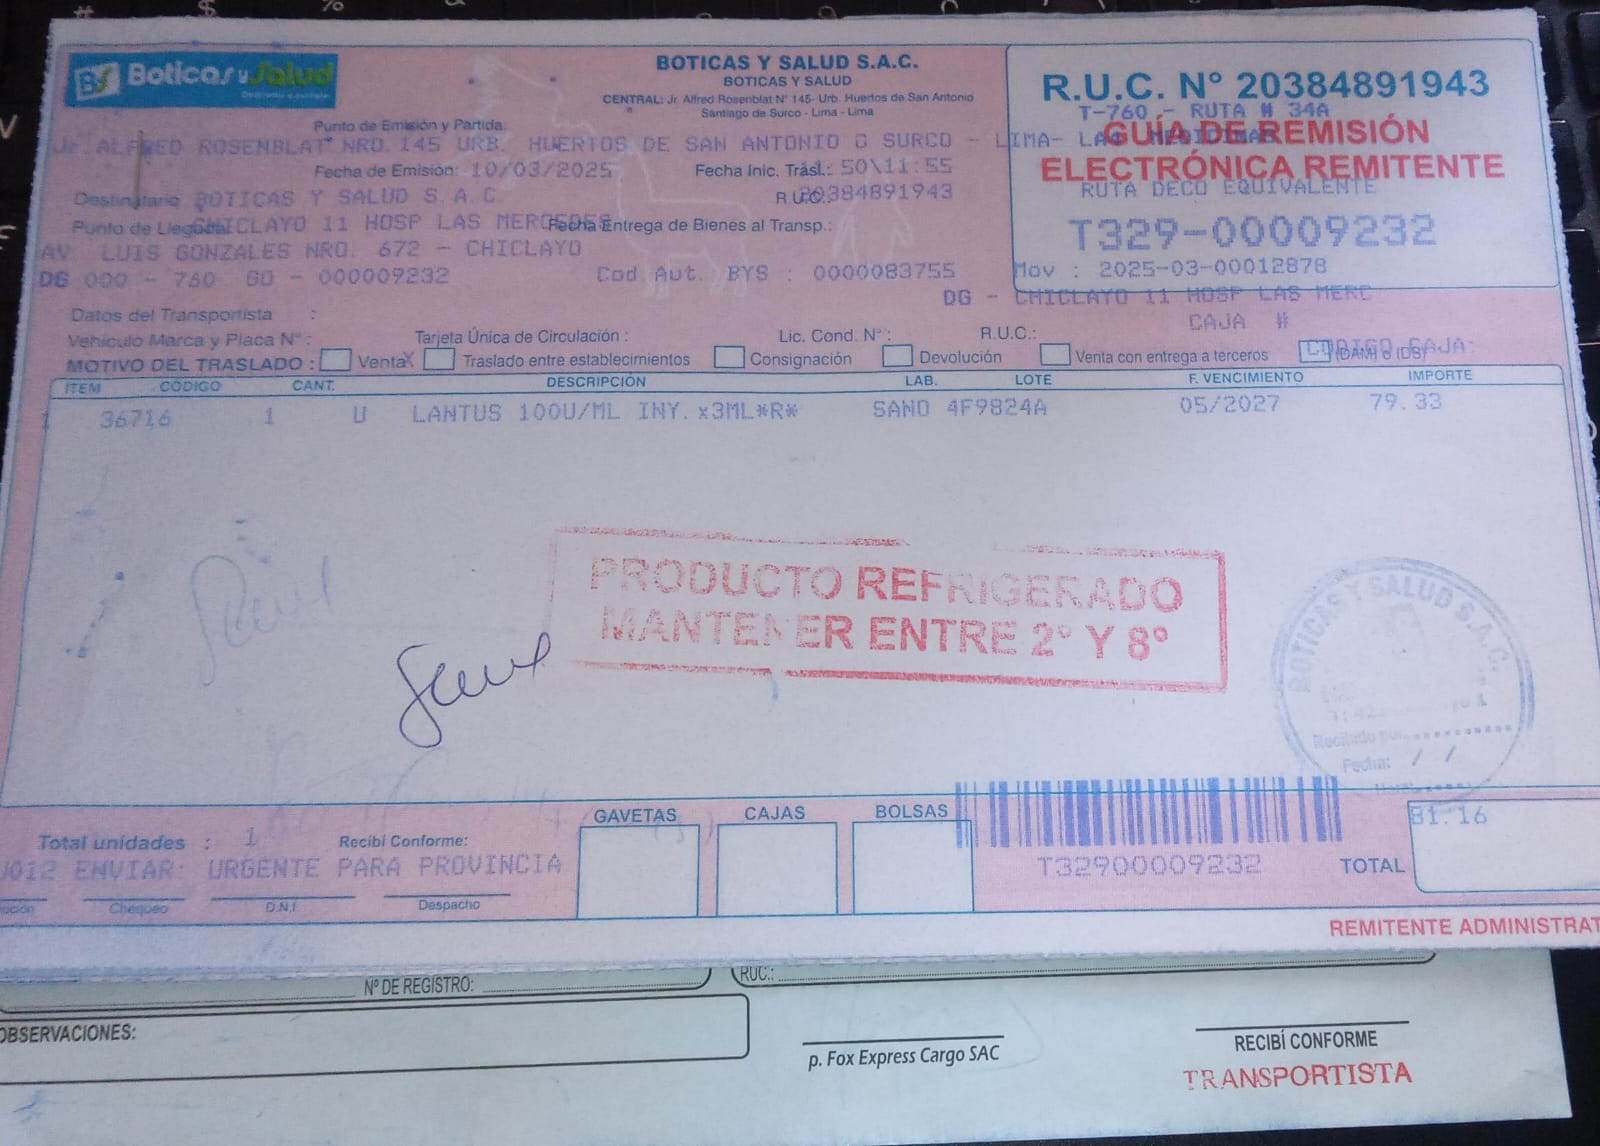 Boticas y Salud
BOTICAS Y SALUD S.A.C.
BOTICAS Y SALUD
CENTRAL: Jr. Alfred Rosenblat N° 145- Urb. Huertos de San Antonio
Santiago de Surco - Lima - Lima
R.U.C. N° 20384891943
T-760 - RUTA # 34A
GUÍA DE REMISIÓN
ELECTRÓNICA REMITENTE
RUTA DECO EQUIVALENTE
T329-00009232
Mov : 2025-03-00012878
DG - CHICLAYO 11 HOSP LAS MERC
CAJA #
CODIGO CAJA:
Punto de Emisión y Partida
Jr. ALFRED ROSENBLAT NRO. 145 URB. HUERTOS DE SAN ANTONIO SURCO - LIMA- LA
Fecha de Emisión: 10/03/2025 Fecha Inic. Trásl.: 50\11:55
Destinatario BOTICAS Y SALUD S.A.C. R.U.C.: 20384891943
Punto de Llegada: CHICLAYO 11 HOSP LAS MERCEDES Fecha Entrega de Bienes al Transp.:
AV LUIS GONZALES NRO. 672 - CHICLAYO
DG 000 - 760 - 000009232 Cod Aut. BYS : 0000083755
Datos del Transportista :
Vehículo Marca y Placa N° : Tarjeta Única de Circulación : Lic. Cond. N° : R.U.C.:
MOTIVO DEL TRASLADO : Venta X Traslado entre establecimientos Consignación Devolución Venta con entrega a terceros (DAM) o (DS)
ITEM CÓDIGO CANT. DESCRIPCIÓN LAB. LOTE F. VENCIMIENTO IMPORTE
1 36716 1 U LANTUS 100U/ML INY. x3ML*R* SANO 4F9824A 05/2027 79.33
PRODUCTO REFRIGERADO
MANTENER ENTRE 2° Y 8°
BOTICAS Y SALUD S.A.C.
Recibido por
Fecha: / /
GAVETAS CAJAS BOLSAS
Total unidades : 1 Recibí Conforme:
ENVIAR: URGENTE PARA PROVINCIA
Chequeo D.N.I. Despacho
T32900009232
TOTAL 81.16
REMITENTE ADMINISTRAT
N° DE REGISTRO: RUC.:
OBSERVACIONES:
p. Fox Express Cargo SAC
RECIBÍ CONFORME
TRANSPORTISTA